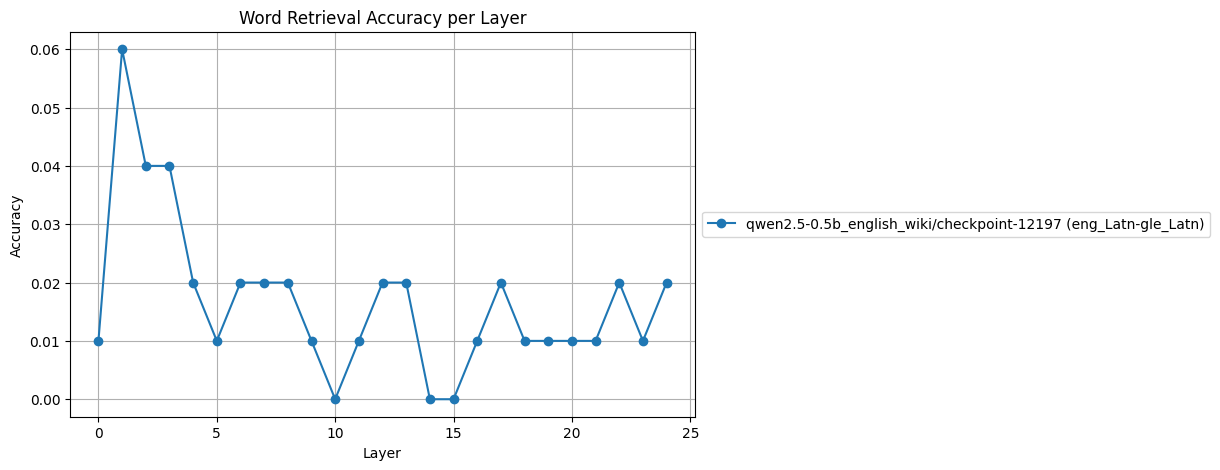 Word Retrieval Accuracy per Layer
Accuracy
0.06
0.05
0.04
0.03
0.02
0.01
0.00
0 5 10 15 20 25
Layer
qwen2.5-0.5b_english_wiki/checkpoint-12197 (eng_Latn-gle_Latn)